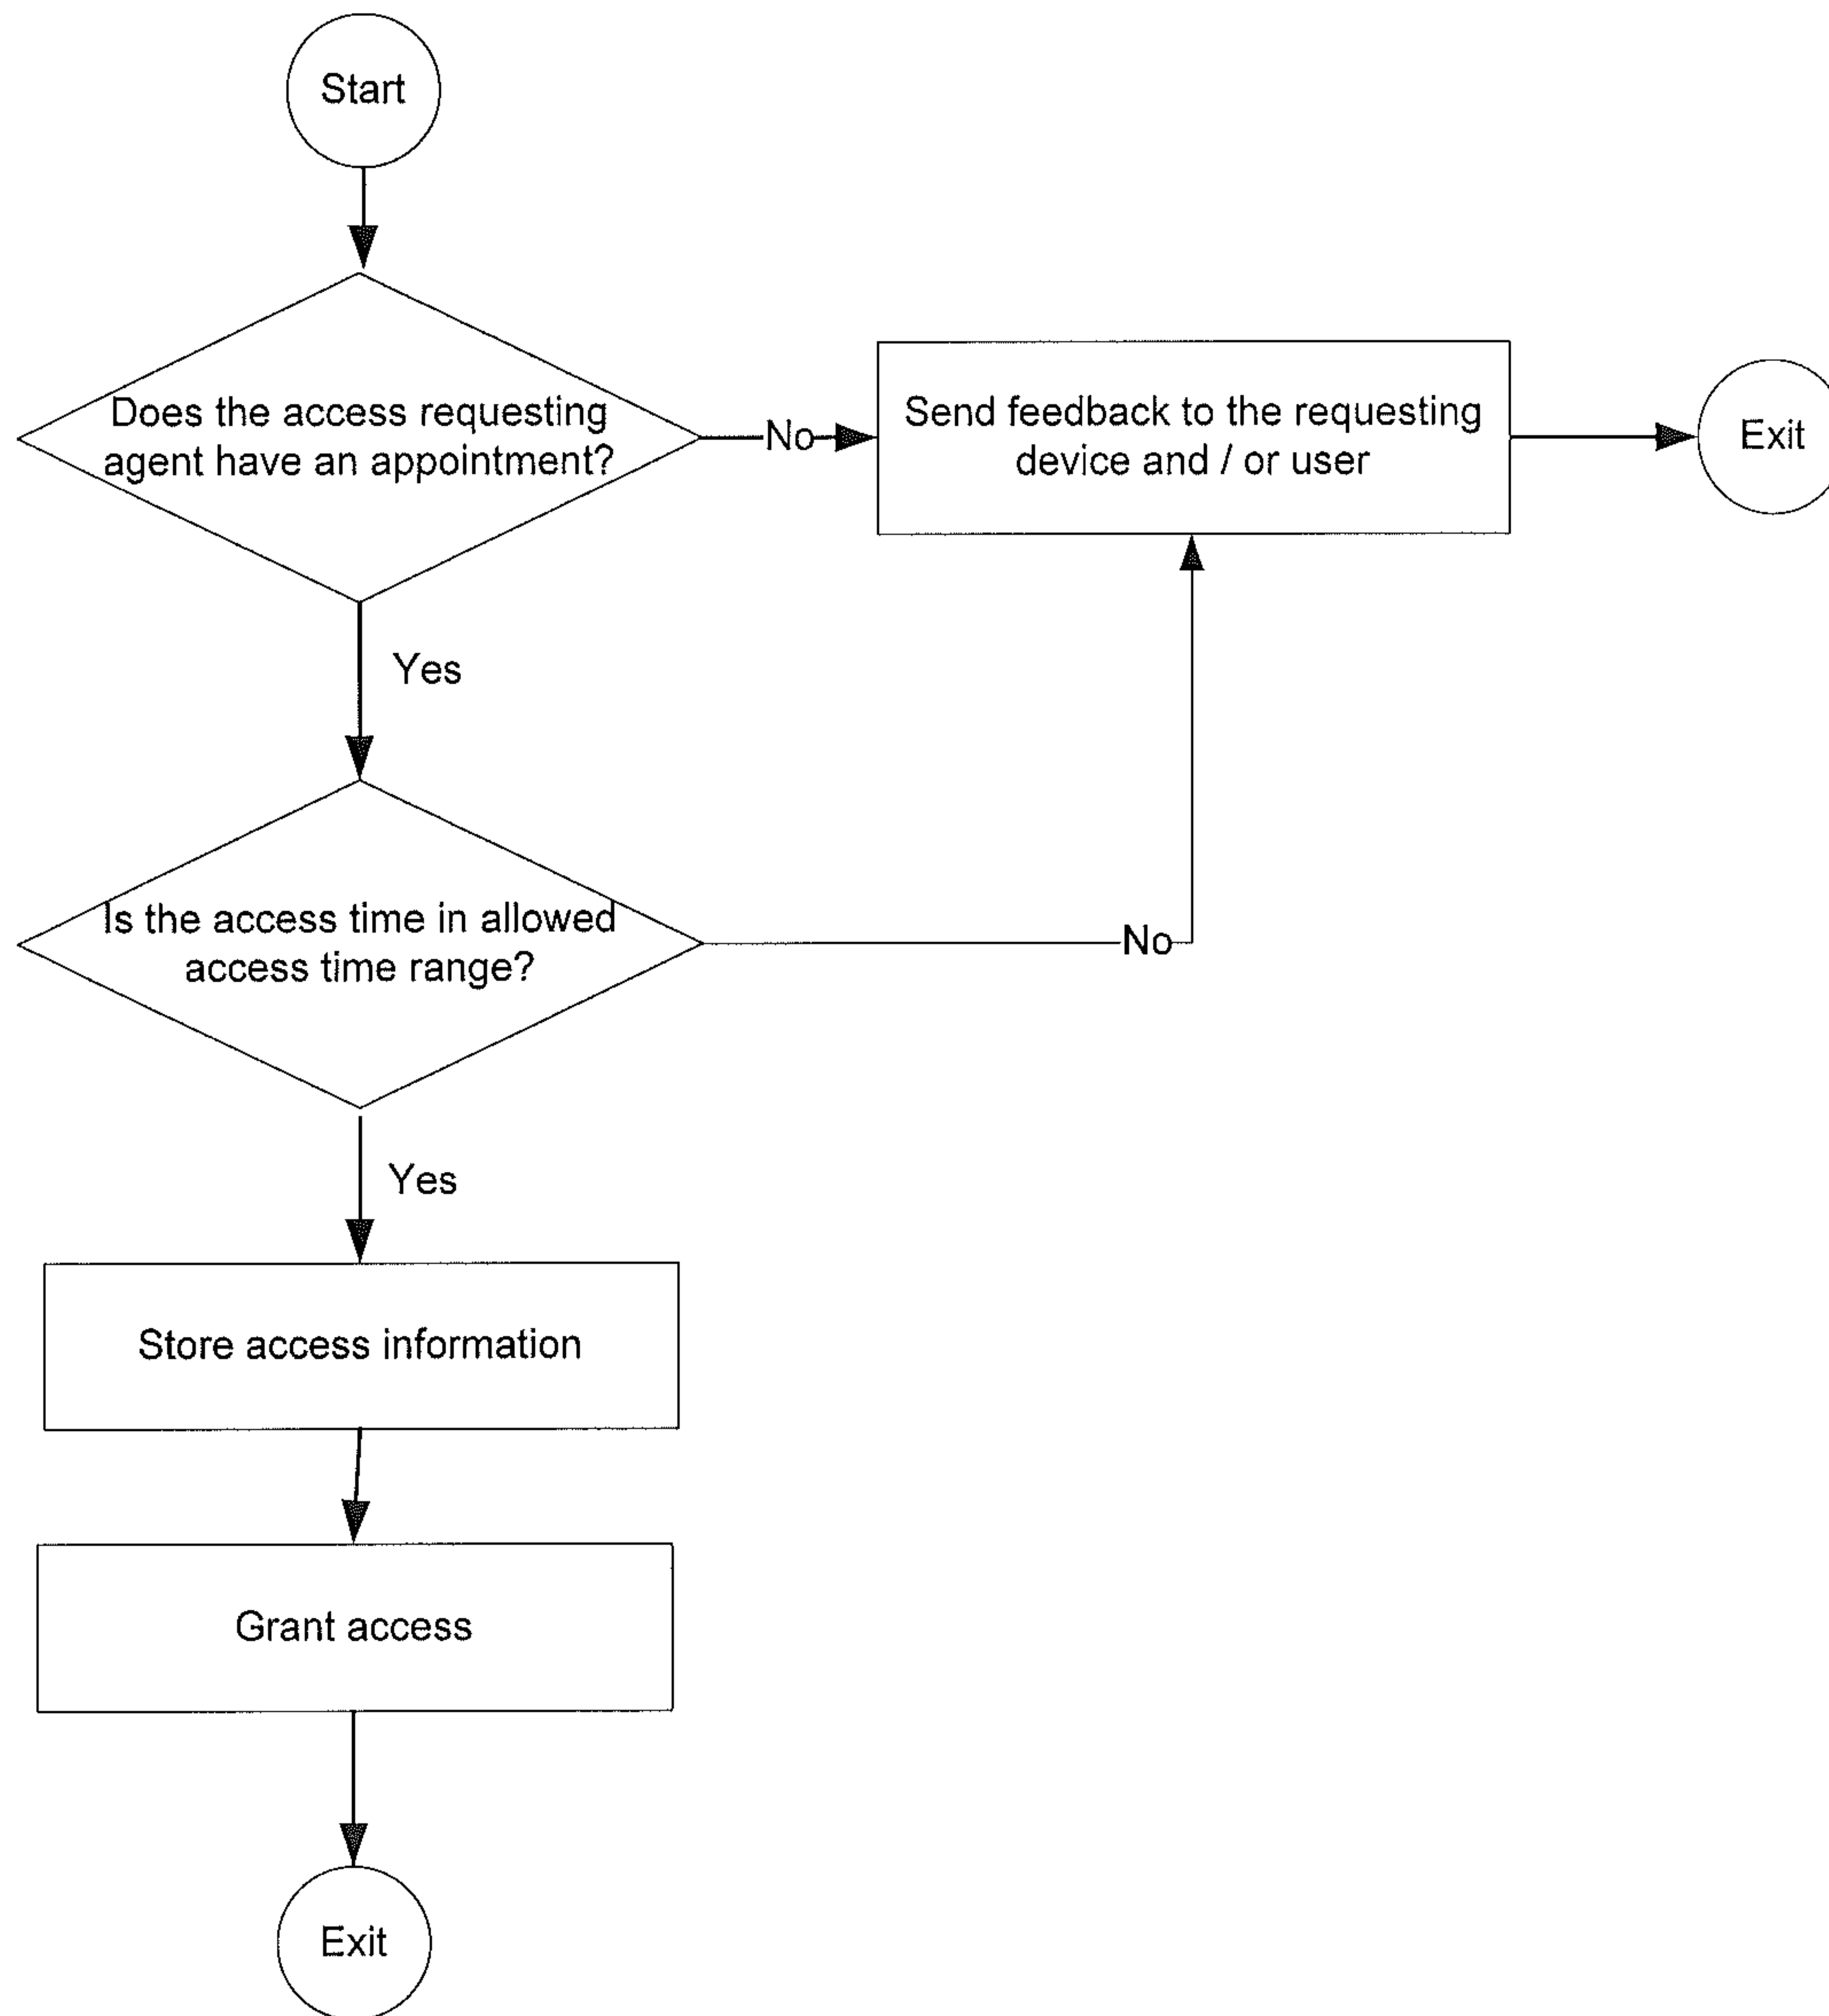 Start
Does the access requesting
agent have an appointment?
No
Send feedback to the requesting
device and / or user
Exit
Yes
Is the access time in allowed
access time range?
No
Yes
Store access information
Grant access
Exit